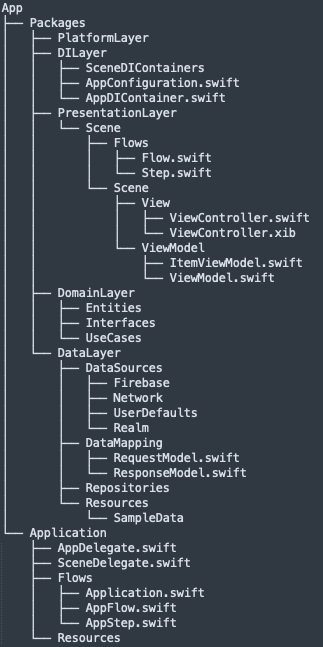 App
├── Packages
│   ├── PlatformLayer
│   ├── DILayer
│   │   ├── SceneDIContainers
│   │   ├── AppConfiguration.swift
│   │   └── AppDIContainer.swift
│   ├── PresentationLayer
│   │   └── Scene
│   │       ├── Flows
│   │       │   ├── Flow.swift
│   │       │   └── Step.swift
│   │       └── Scene
│   │           ├── View
│   │           │   ├── ViewController.swift
│   │           │   └── ViewController.xib
│   │           └── ViewModel
│   │               ├── ItemViewModel.swift
│   │               └── ViewModel.swift
│   ├── DomainLayer
│   │   ├── Entities
│   │   ├── Interfaces
│   │   └── UseCases
│   └── DataLayer
│       ├── DataSources
│       │   ├── Firebase
│       │   ├── Network
│       │   ├── UserDefaults
│       │   └── Realm
│       ├── DataMapping
│       │   ├── RequestModel.swift
│       │   └── ResponseModel.swift
│       ├── Repositories
│       └── Resources
│           └── SampleData
└── Application
    ├── AppDelegate.swift
    ├── SceneDelegate.swift
    ├── Flows
    │   ├── Application.swift
    │   ├── AppFlow.swift
    │   └── AppStep.swift
    └── Resources